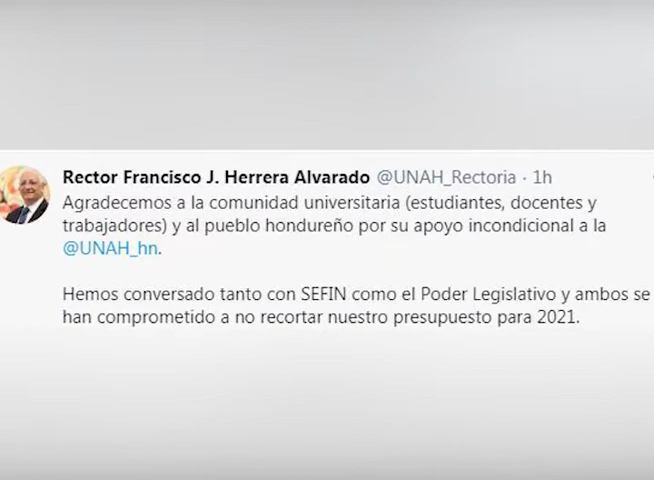 Rector Francisco J. Herrera Alvarado @UNAH_Rectoria · 1h
Agradecemos a la comunidad universitaria (estudiantes, docentes y
trabajadores) y al pueblo hondureño por su apoyo incondicional a la
@UNAH_hn.
Hemos conversado tanto con SEFIN como el Poder Legislativo y ambos se
han comprometido a no recortar nuestro presupuesto para 2021.